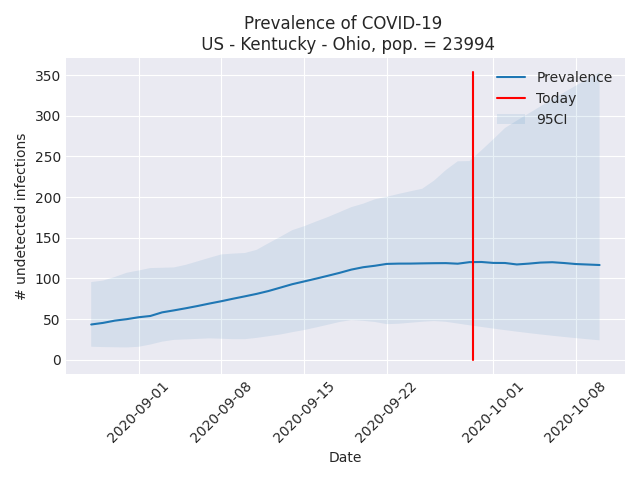 Prevalence of COVID-19
US - Kentucky - Ohio, pop. = 23994
# undetected infections
350
300
250
200
150
100
50
0
Prevalence
Today
95CI
2020-09-01
2020-09-08
2020-09-15
2020-09-22
2020-10-01
2020-10-08
Date